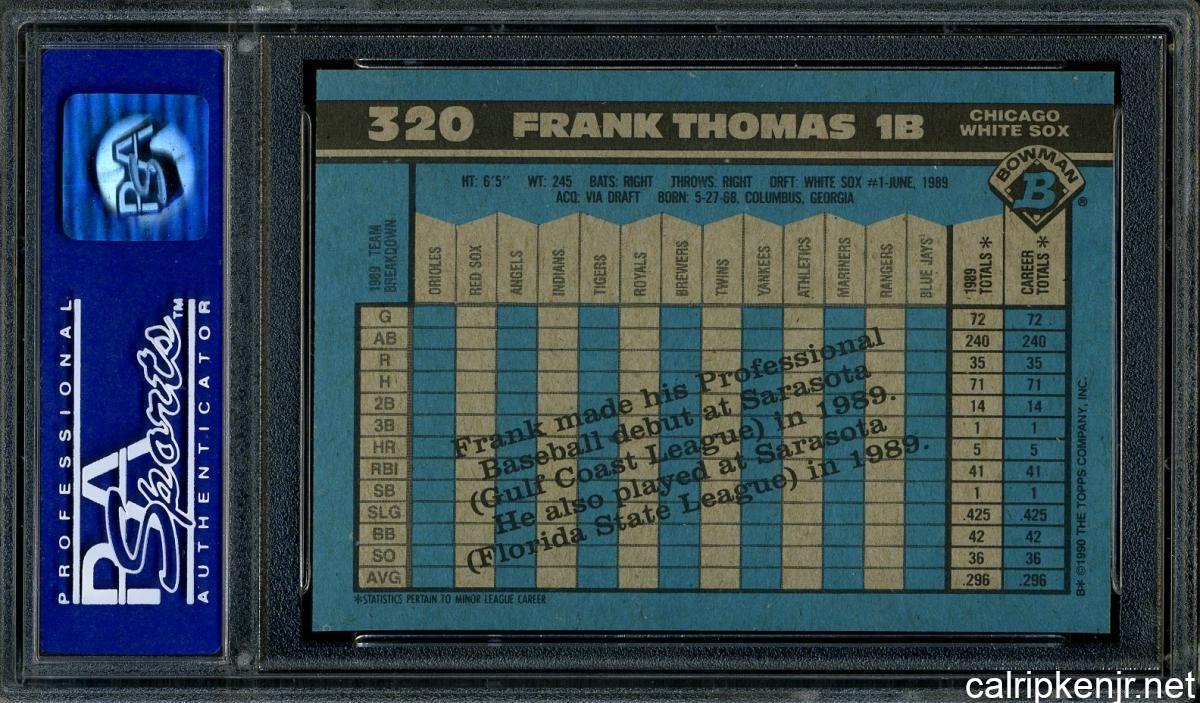 PSA
PROFESSIONAL
PSA Sports™
AUTHENTICATOR
320 FRANK THOMAS 1B
CHICAGO
WHITE SOX
BOWMAN
B ®
HT: 6'5" WT: 245 BATS: RIGHT THROWS: RIGHT DRFT: WHITE SOX #1-JUNE, 1989
ACQ: VIA DRAFT BORN: 5-27-68, COLUMBUS, GEORGIA
1989 TEAM
BREAKDOWN
ORIOLES
RED SOX
ANGELS
INDIANS
TIGERS
ROYALS
BREWERS
TWINS
YANKEES
ATHLETICS
MARINERS
RANGERS
BLUE JAYS
1989
TOTALS *
CAREER
TOTALS *
G 72 72
AB 240 240
R 35 35
H 71 71
2B 14 14
3B 1 1
HR 5 5
RBI 41 41
SB 1 1
SLG .425 .425
BB 42 42
SO 36 36
AVG .296 .296
Frank made his Professional
Baseball debut at Sarasota
(Gulf Coast League) in 1989.
He also played at Sarasota
(Florida State League) in 1989.
*STATISTICS PERTAIN TO MINOR LEAGUE CAREER
B* ©1990 THE TOPPS COMPANY, INC.
calripkenjr.net